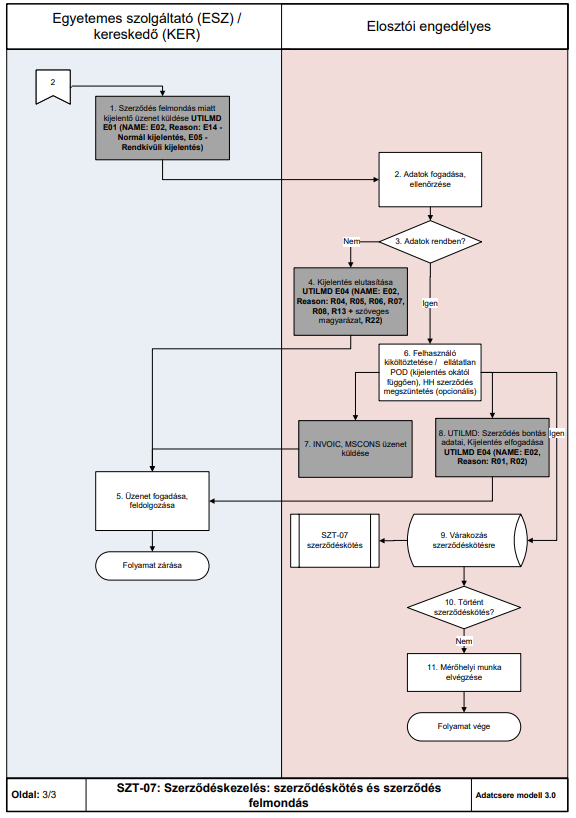 Egyetemes szolgáltató (ESZ) /
kereskedő (KER)
Elosztói engedélyes
2
1. Szerződés felmondás miatt
kijelentő üzenet küldése UTILMD
E01 (NAME: E02, Reason: E14 -
Normál kijelentés, E05 -
Rendkívüli kijelentés)
2. Adatok fogadása,
ellenőrzése
3. Adatok rendben?
Nem
4. Kijelentés elutasítása
UTILMD E04 (NAME: E02,
Reason: R04, R05, R06, R07,
R08, R13 + szöveges
magyarázat, R22)
Igen
6. Felhasználó
kiköltöztetése / ellátatlan
POD (kijelentés okától
függően), HH szerződés
megszüntetés (opcionális)
7. INVOIC, MSCONS üzenet
küldése
8. UTILMD: Szerződés bontás
adatai, Kijelentés elfogadása
UTILMD E04 (NAME: E02,
Reason: R01, R02)
Igen
5. Üzenet fogadása,
feldolgozása
Folyamat zárása
SZT-07
szerződéskötés
9. Várakozás
szerződéskötésre
10. Történt
szerződéskötés?
Nem
11. Mérőhelyi munka
elvégzése
Folyamat vége
Oldal: 3/3
SZT-07: Szerződéskezelés: szerződéskötés és szerződés
felmondás
Adatcsere modell 3.0